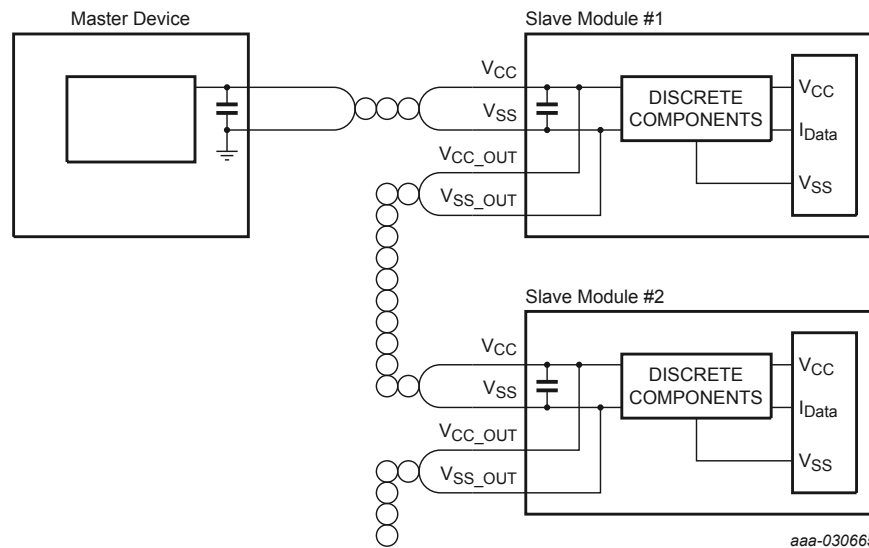 Master Device
Slave Module #1
VCC
VSS
VCC_OUT
VSS_OUT
DISCRETE
COMPONENTS
VCC
IData
VSS
Slave Module #2
VCC
VSS
VCC_OUT
VSS_OUT
DISCRETE
COMPONENTS
VCC
IData
VSS